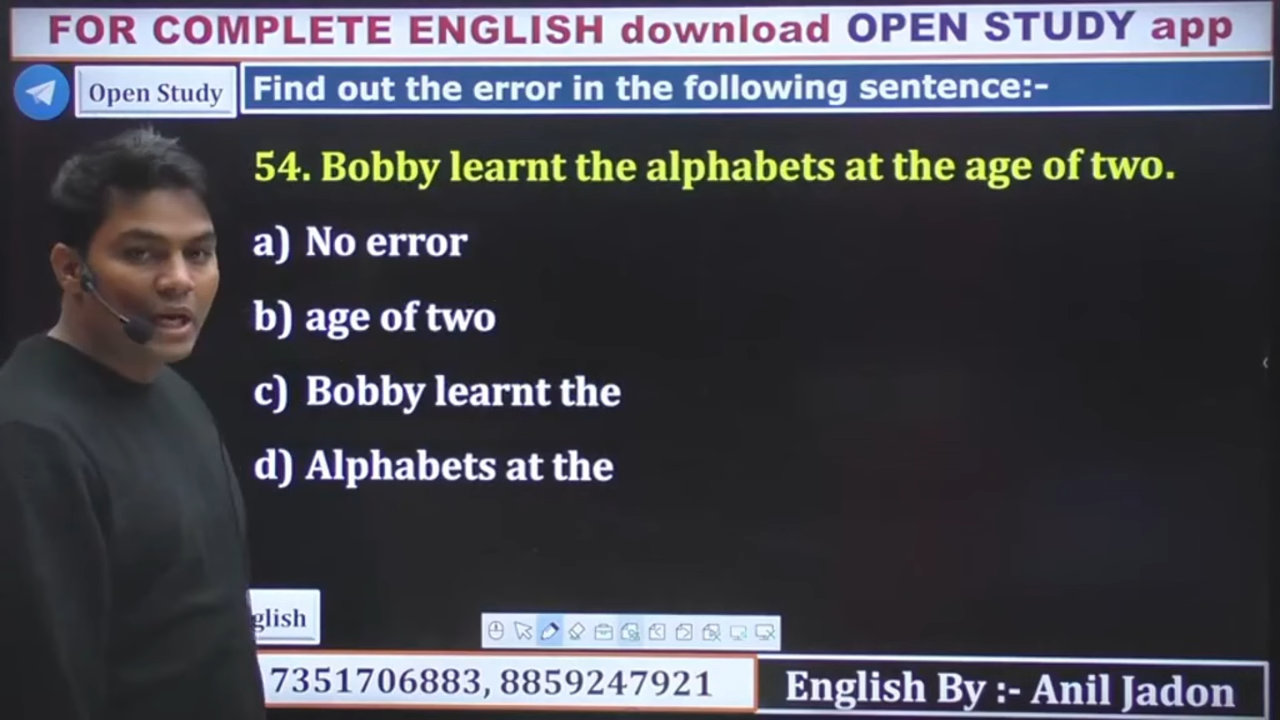 FOR COMPLETE ENGLISH download OPEN STUDY app
Open Study
Find out the error in the following sentence:-
54. Bobby learnt the alphabets at the age of two.
a) No error
b) age of two
c) Bobby learnt the
d) Alphabets at the
glish
7351706883, 8859247921
English By :- Anil Jadon